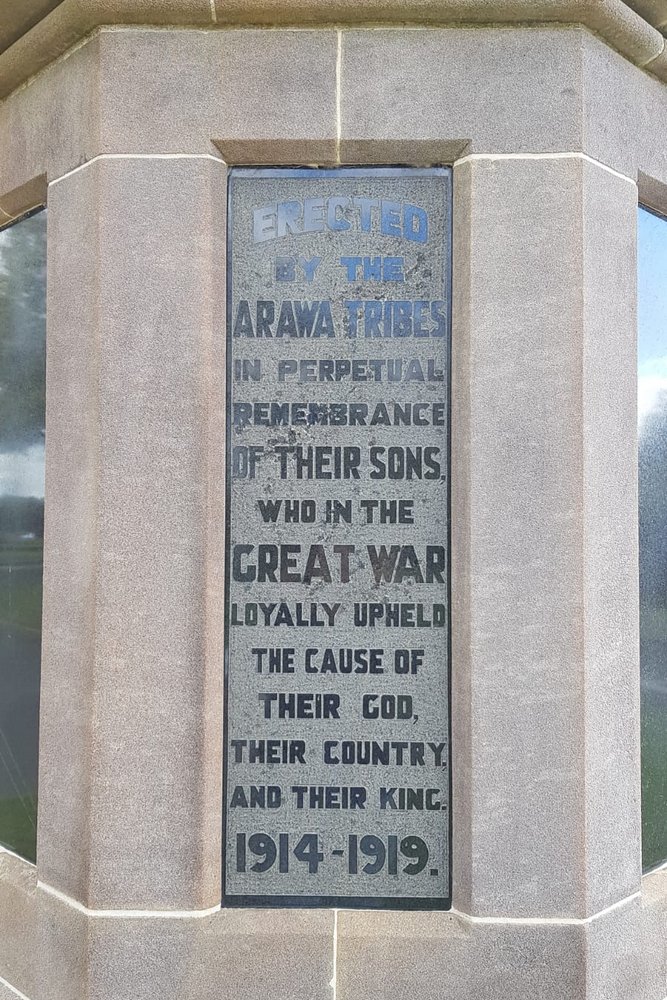 ERECTED
BY THE
ARAWA TRIBES
IN PERPETUAL
REMEMBRANCE
OF THEIR SONS,
WHO IN THE
GREAT WAR
LOYALLY UPHELD
THE CAUSE OF
THEIR GOD,
THEIR COUNTRY,
AND THEIR KING.
1914-1919.